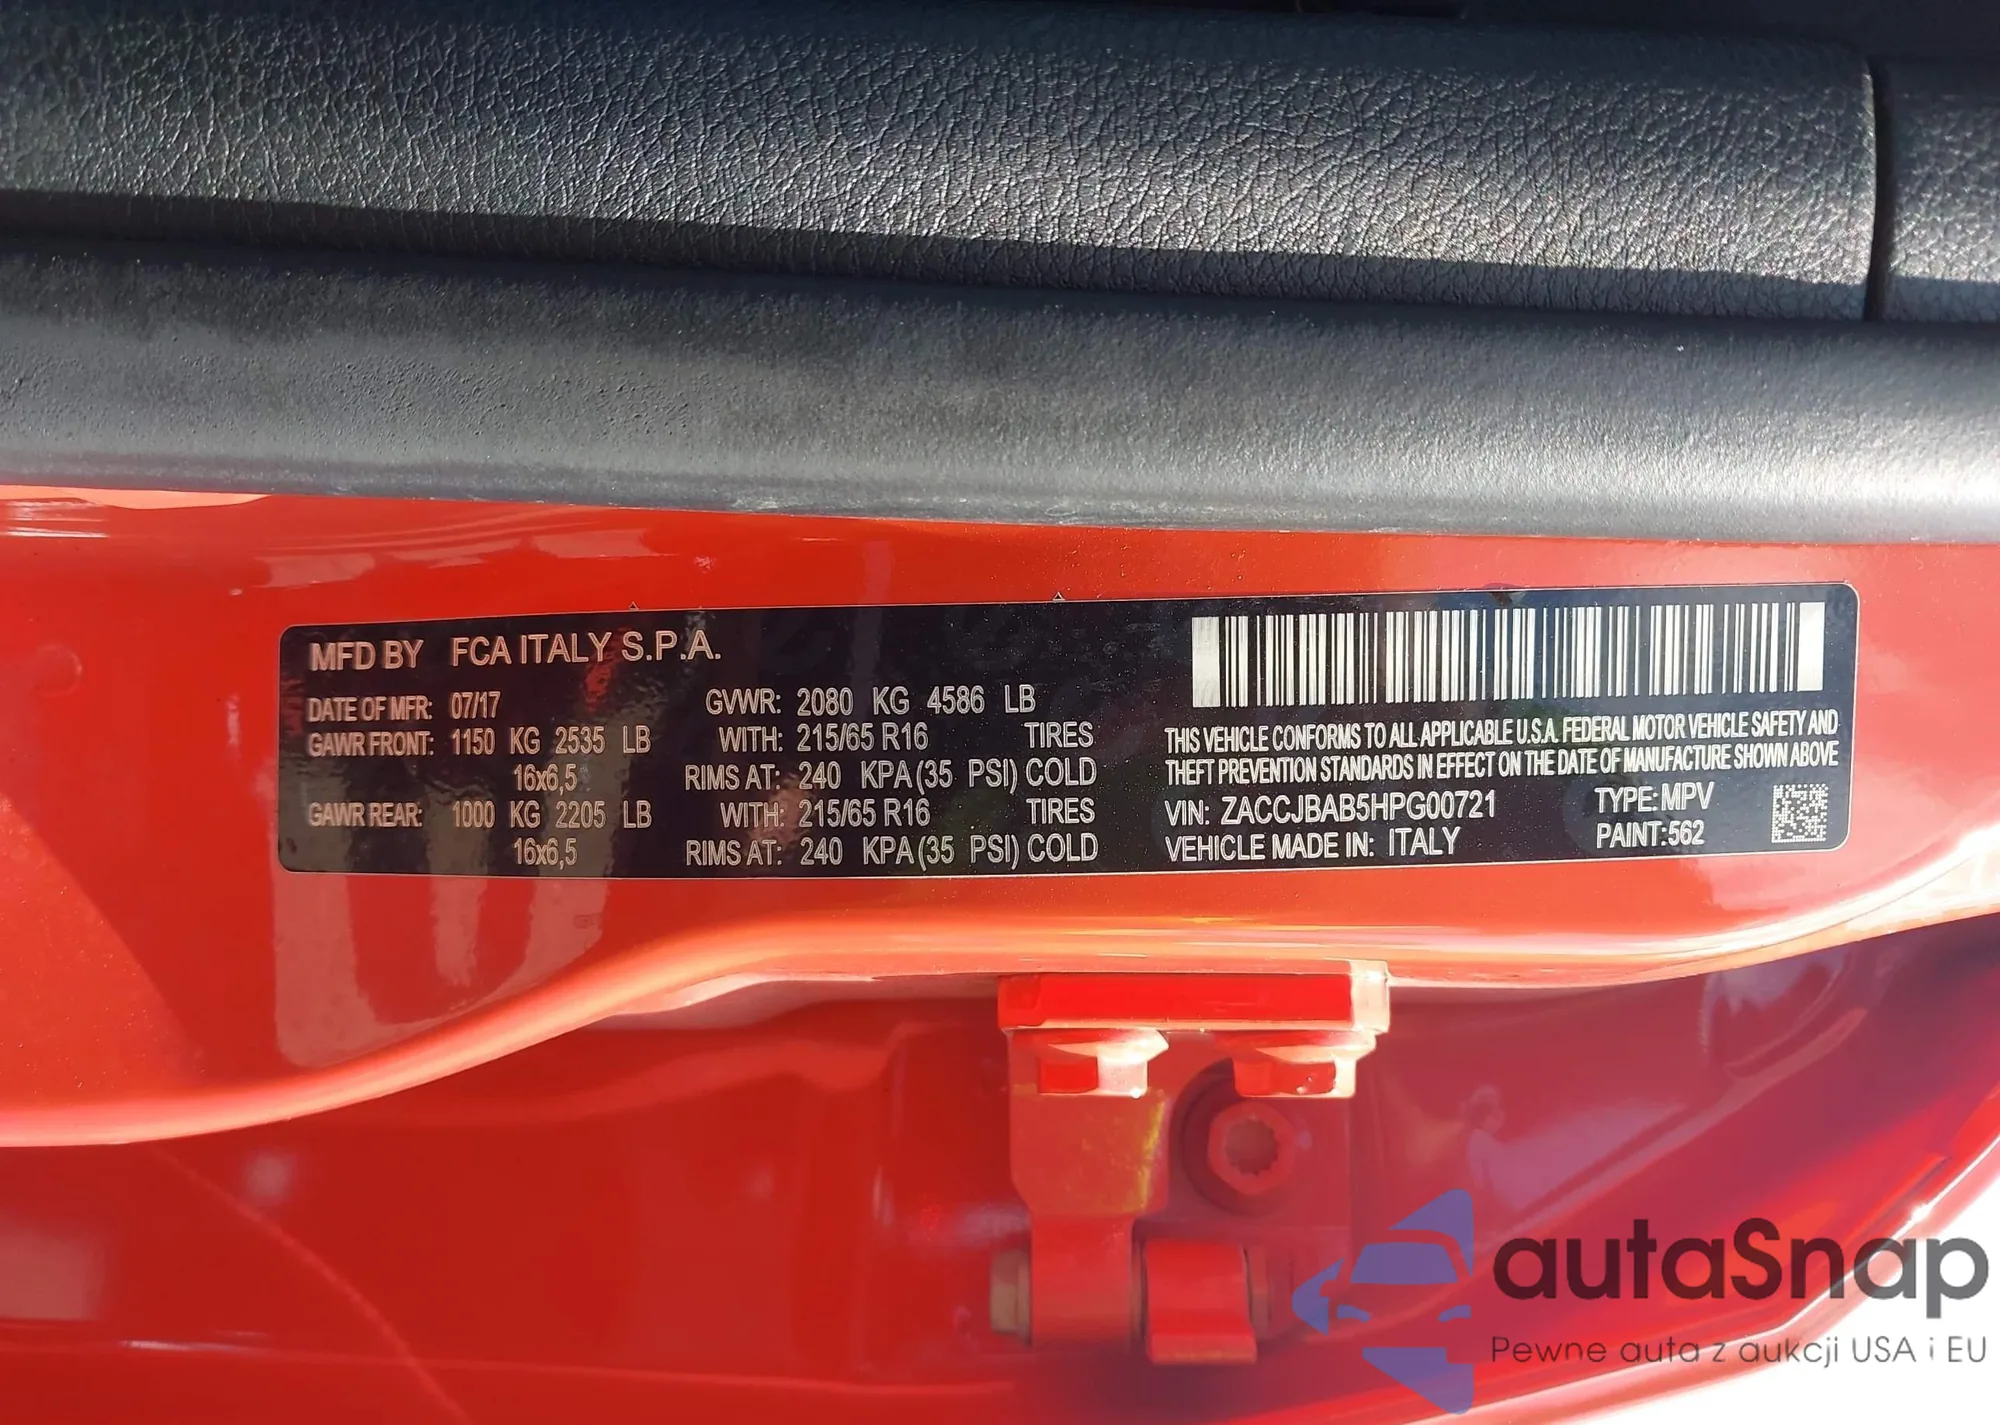 MFD BY FCA ITALY S.P.A.
DATE OF MFR: 07/17 GVWR: 2080 KG 4586 LB
GAWR FRONT: 1150 KG 2535 LB WITH: 215/65 R16 TIRES
16x6,5 RIMS AT: 240 KPA (35 PSI) COLD
GAWR REAR: 1000 KG 2205 LB WITH: 215/65 R16 TIRES
16x6,5 RIMS AT: 240 KPA (35 PSI) COLD
THIS VEHICLE CONFORMS TO ALL APPLICABLE U.S.A. FEDERAL MOTOR VEHICLE SAFETY AND
THEFT PREVENTION STANDARDS IN EFFECT ON THE DATE OF MANUFACTURE SHOWN ABOVE
VIN: ZACCJBAB5HPG00721 TYPE: MPV
VEHICLE MADE IN: ITALY PAINT: 562
autaSnap
Pewne auta z aukcji USA i EU